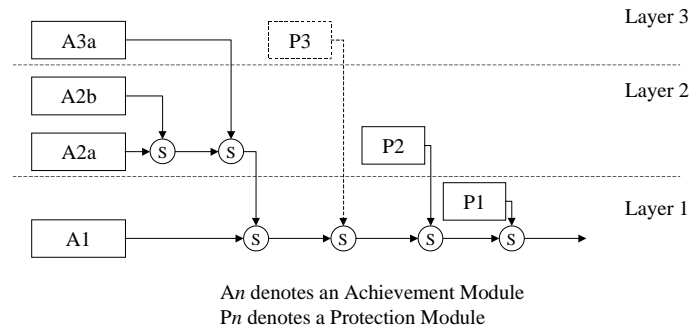 Layer 3
A3a
P3
Layer 2
A2b
A2a
S
S
P2
Layer 1
P1
A1
S
S
S
S
An denotes an Achievement Module
Pn denotes a Protection Module